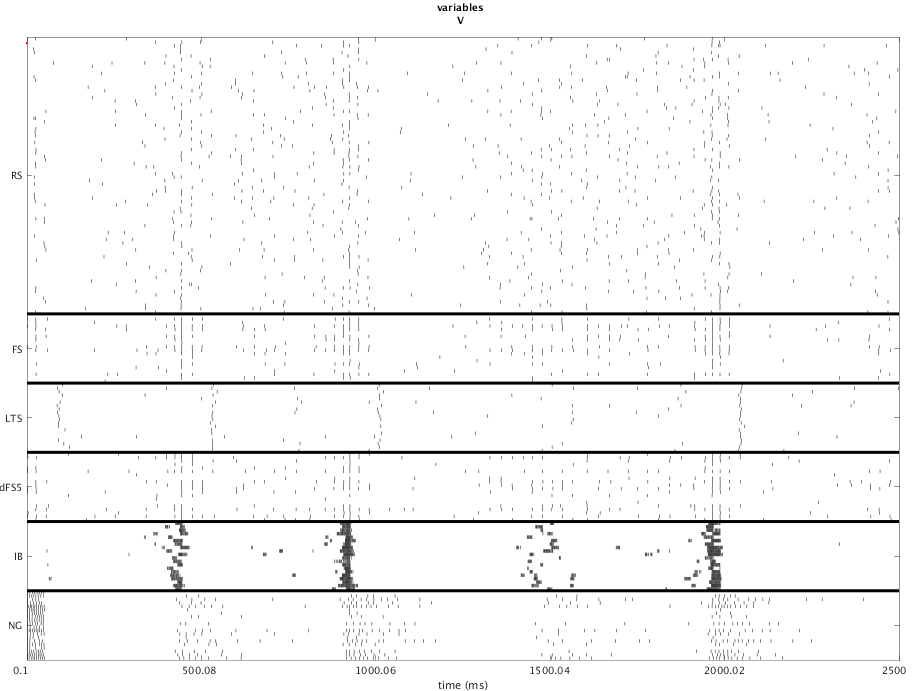 variables
V
RS
FS
LTS
dFS5
IB
NG
0.1
500.08
1000.06
1500.04
2000.02
2500
time (ms)